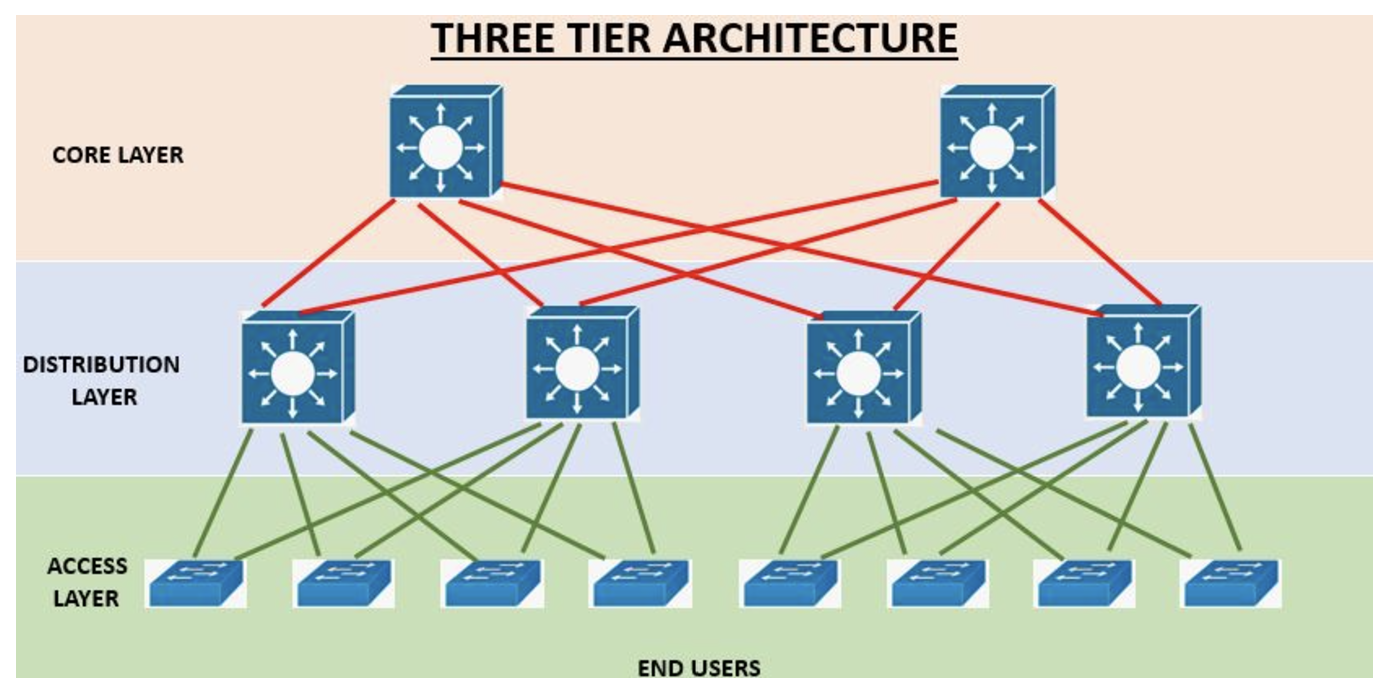 THREE TIER ARCHITECTURE
CORE LAYER
DISTRIBUTION
LAYER
ACCESS
LAYER
END USERS